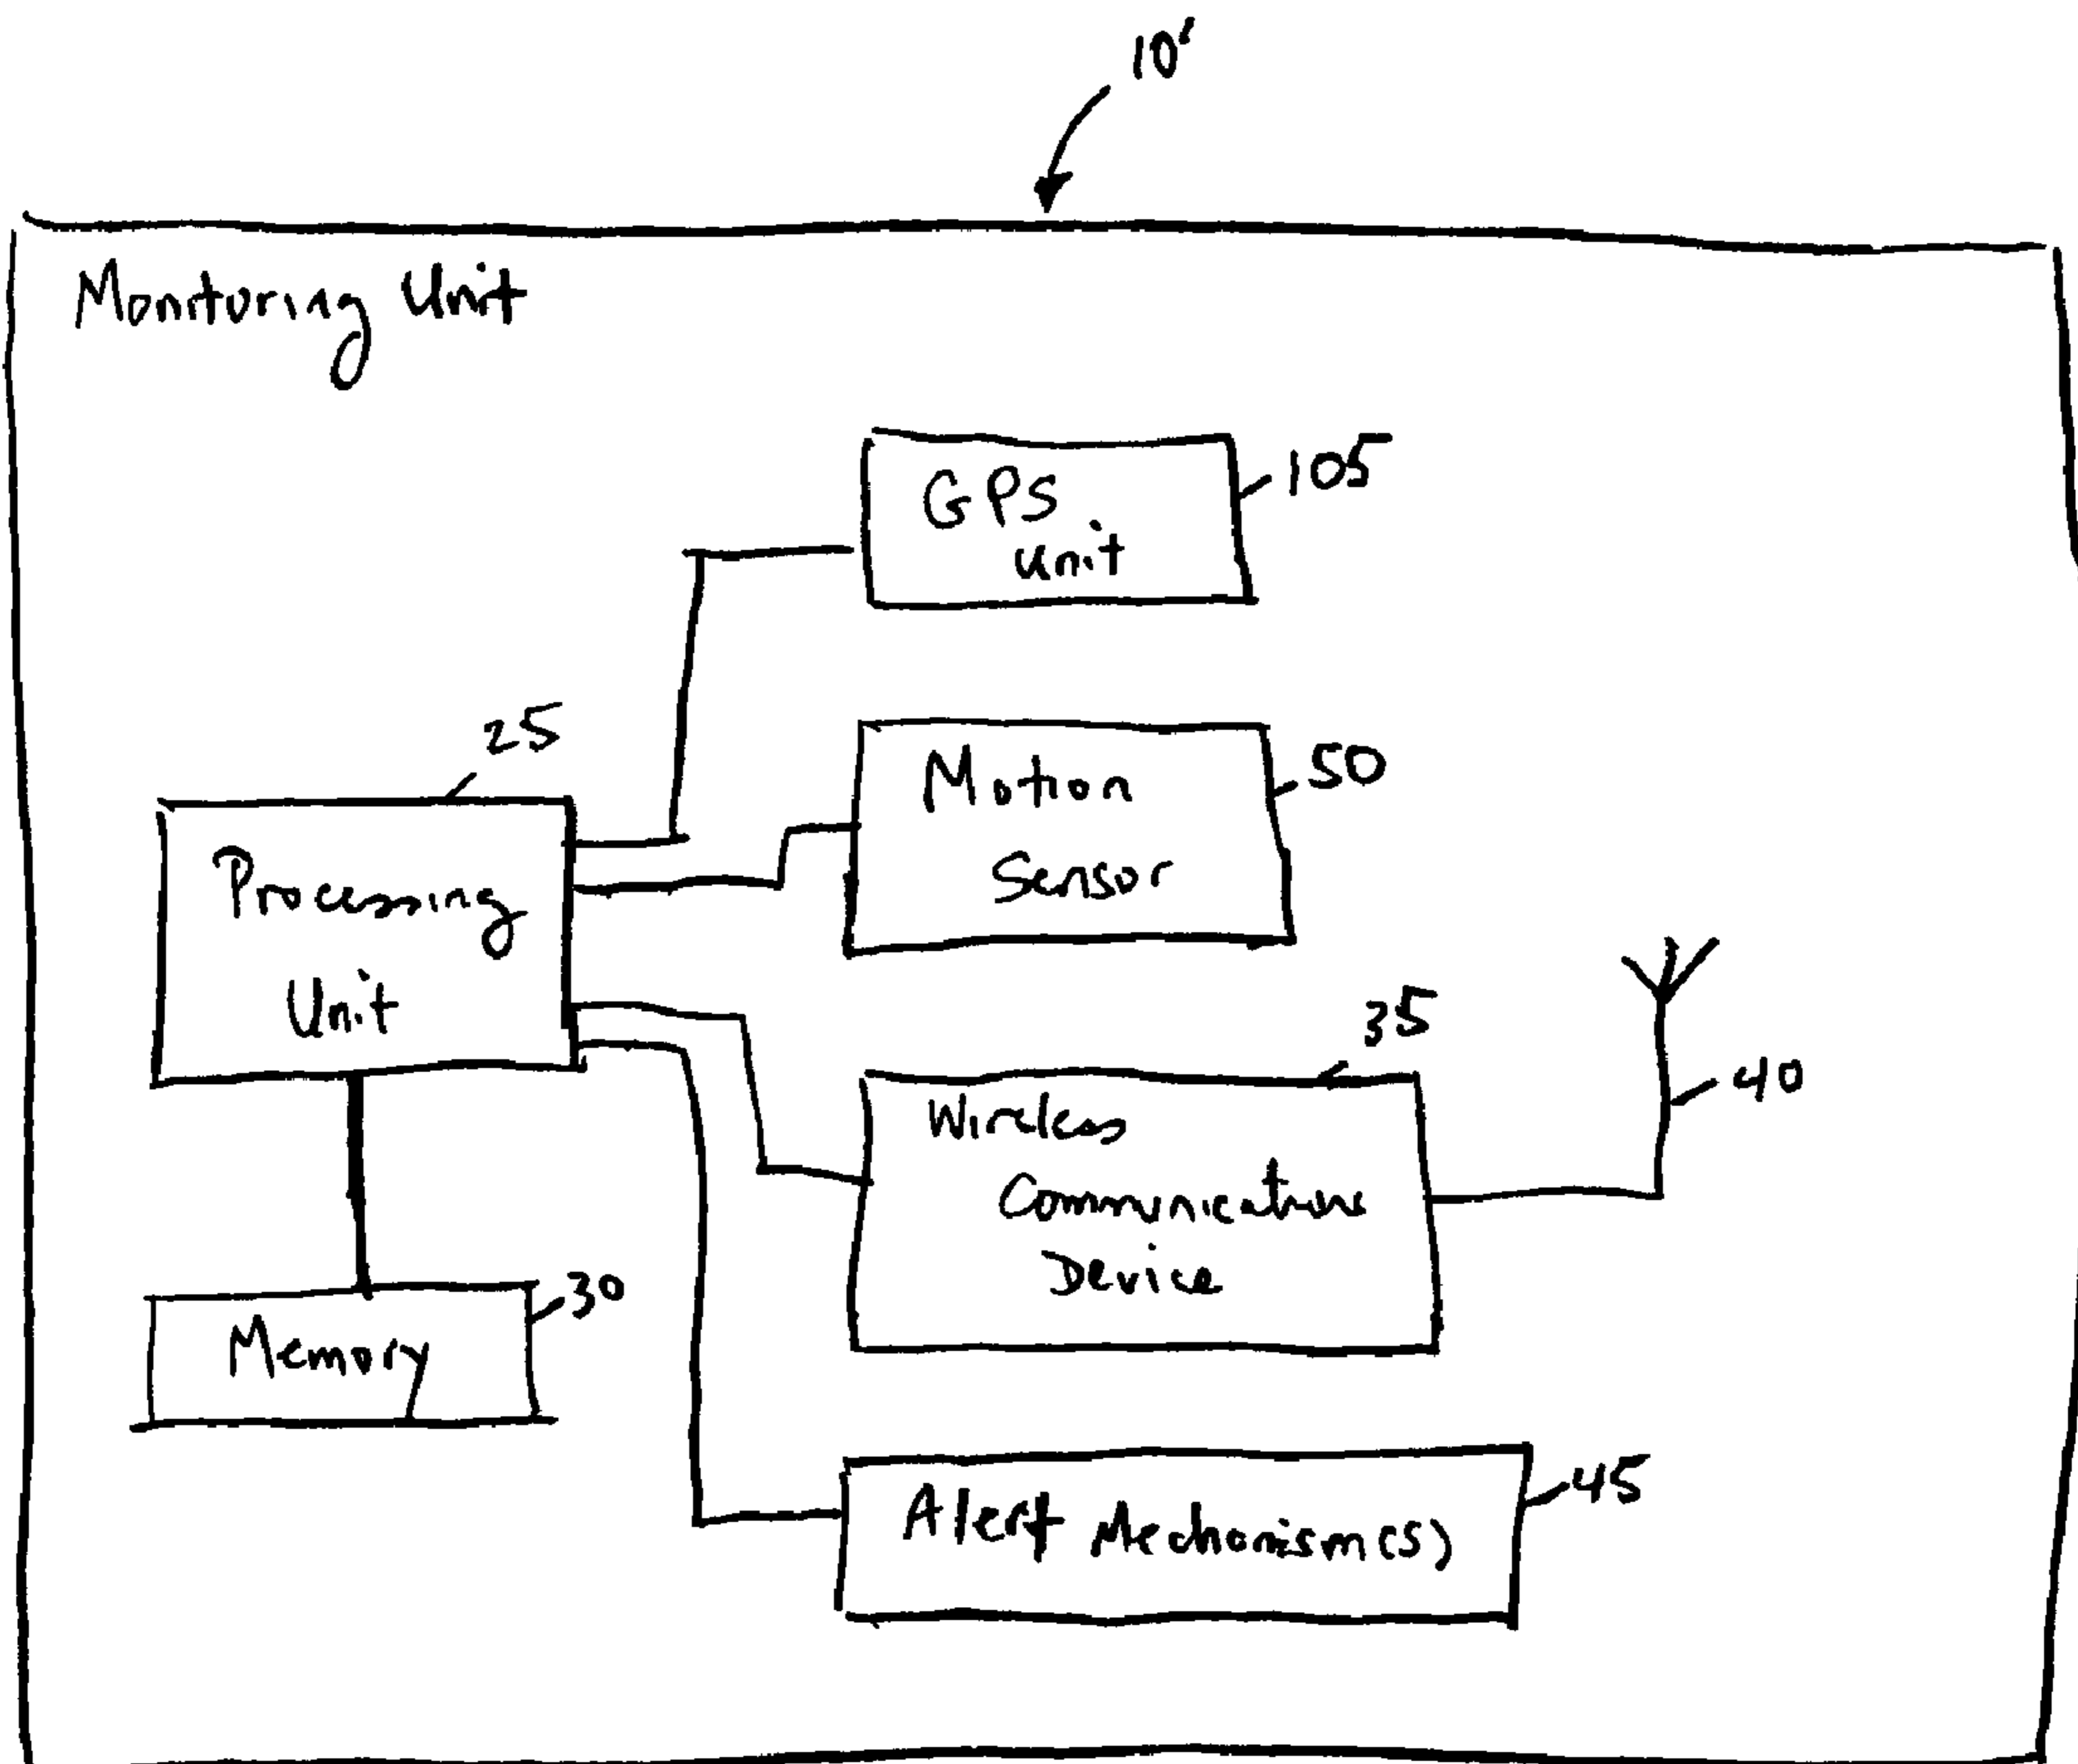 10'
Monitoring Unit
GPS
Unit
105
25
Motion
Sensor
50
Processing
Unit
35
40
Wireless
Communications
Device
30
Memory
Alert Mechanism(s)
45